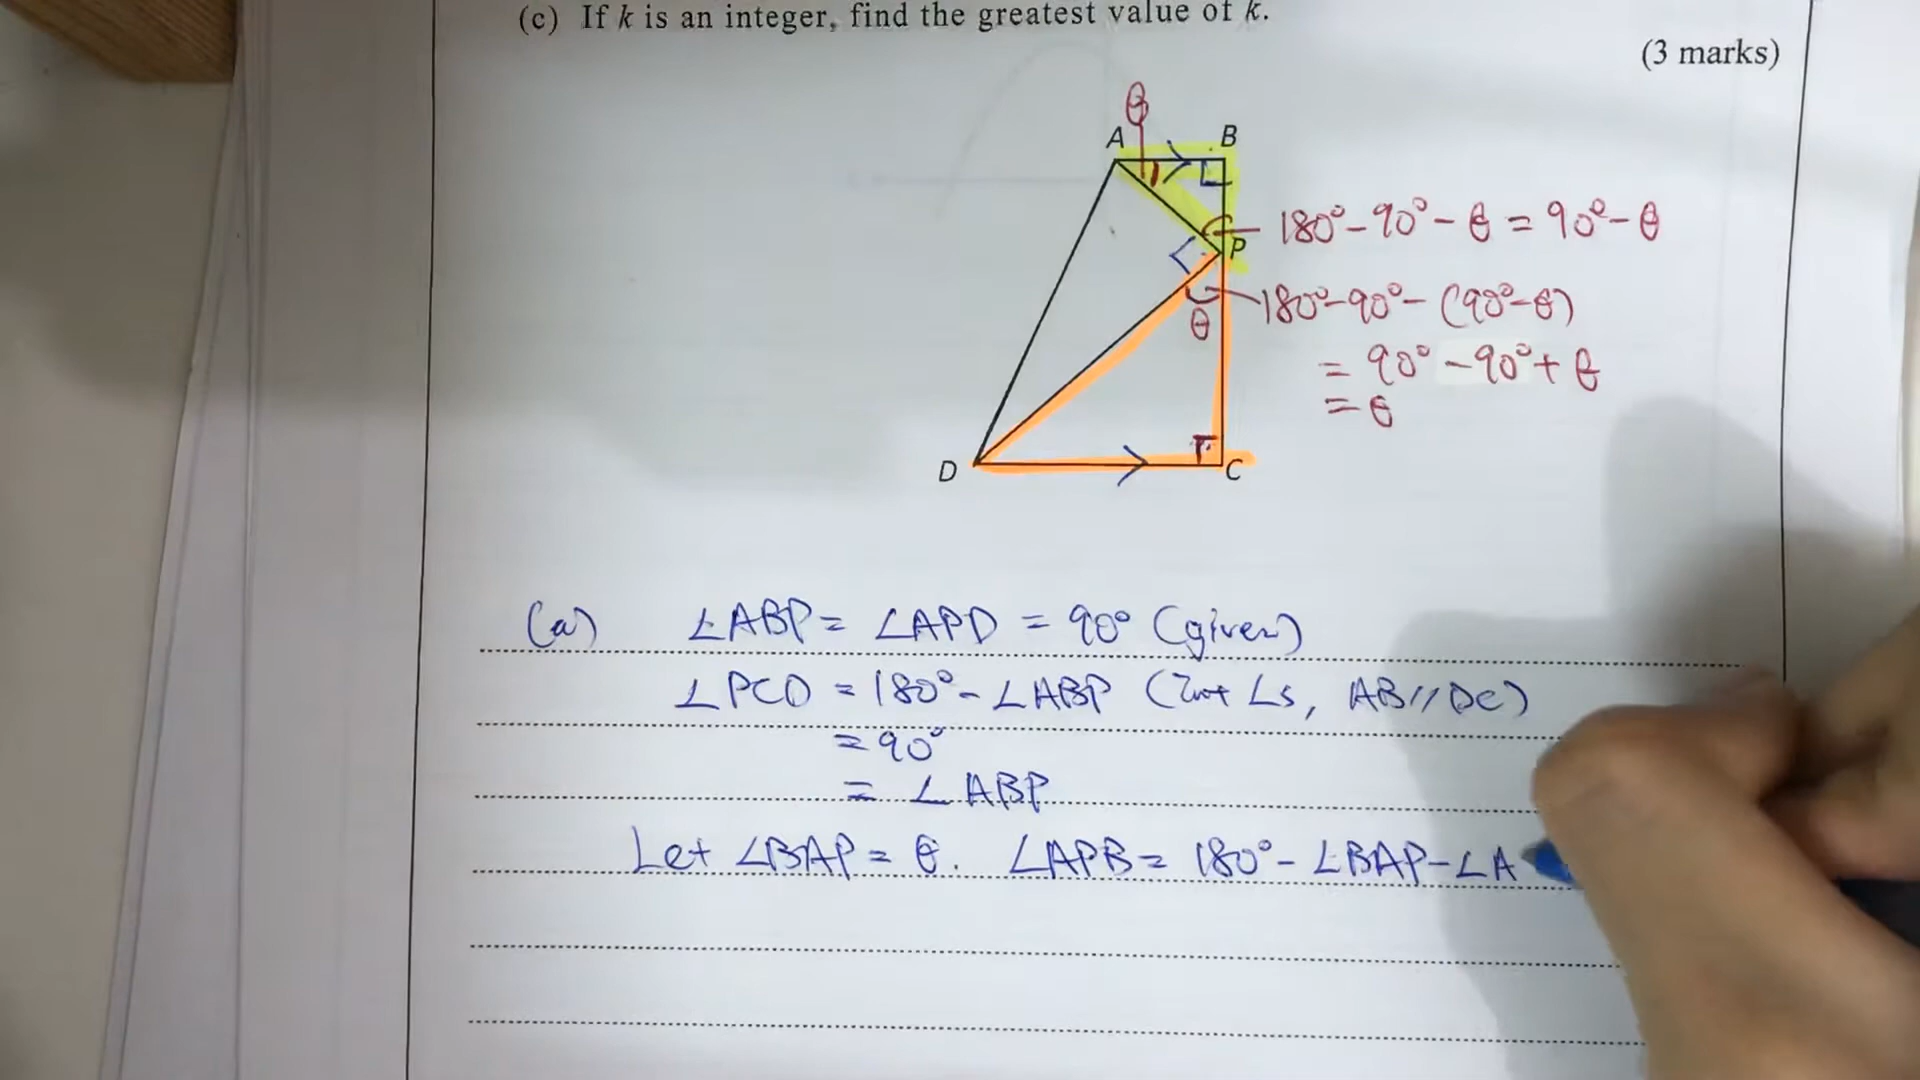 (c) If k is an integer, find the greatest value of k.
(3 marks)
θ
A B
180° - 90° - θ = 90° - θ
P
180° - 90° - (90° - θ)
θ
= 90° - 90° + θ
= θ
D C
(a) ∠ABP = ∠APD = 90° (given)
∠PCD = 180° - ∠ABP (int ∠s, AB//DC)
= 90°
= ∠ABP
Let ∠BAP = θ. ∠APB = 180° - ∠BAP - ∠A